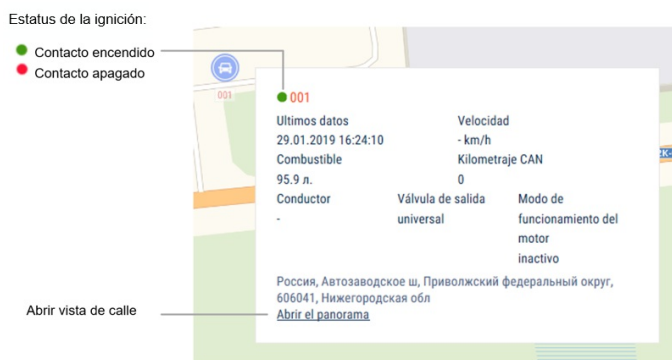 Estatus de la ignición:
Contacto encendido
Contacto apagado
001
001
Ultimos datos
Velocidad
29.01.2019 16:24:10
- km/h
Combustible
Kilometraje CAN
95.9 л.
0
Conductor
Válvula de salida
Modo de
-
universal
funcionamiento del
motor
inactivo
Россия, Автозаводское ш, Приволжский федеральный округ,
606041, Нижегородская обл
Abrir vista de calle
Abrir el panorama